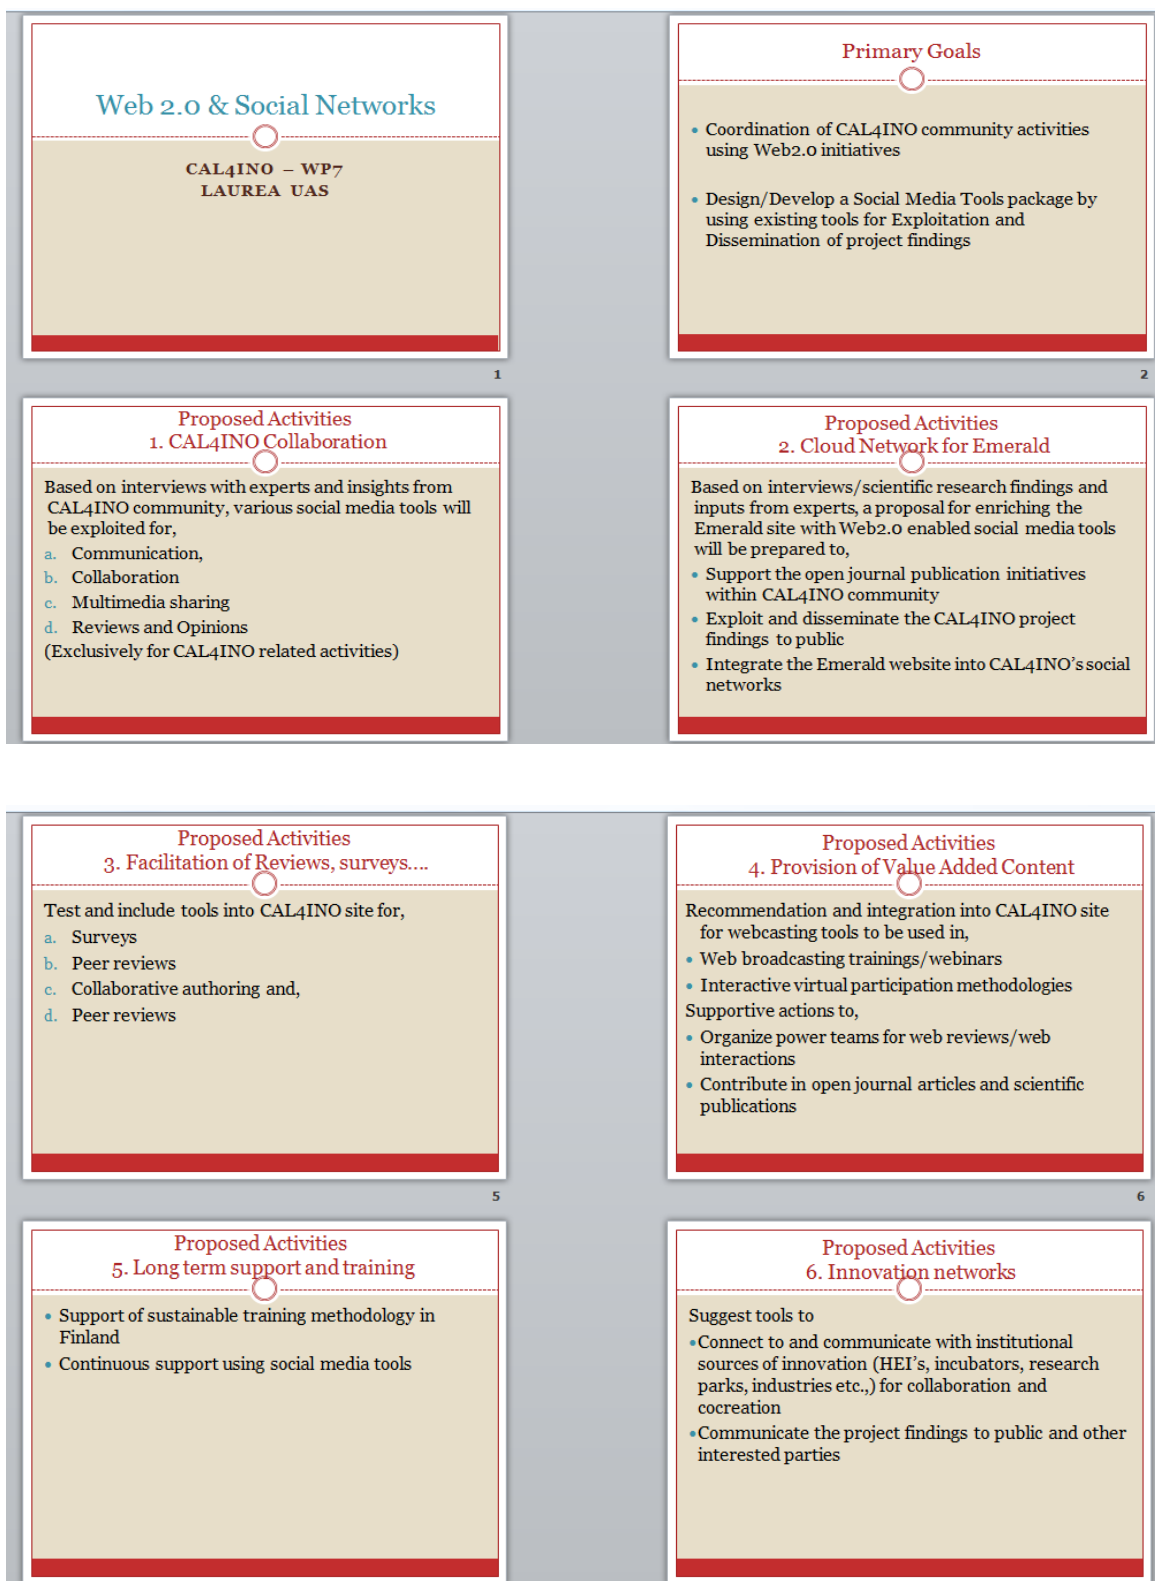 Web 2.0 & Social Networks
CAL4INO – WP7
LAUREA UAS
1
Primary Goals
• Coordination of CAL4INO community activities
using Web2.0 initiatives
• Design/Develop a Social Media Tools package by
using existing tools for Exploitation and
Dissemination of project findings
2
Proposed Activities
1. CAL4INO Collaboration
Based on interviews with experts and insights from
CAL4INO community, various social media tools will
be exploited for,
a. Communication,
b. Collaboration
c. Multimedia sharing
d. Reviews and Opinions
(Exclusively for CAL4INO related activities)
Proposed Activities
2. Cloud Network for Emerald
Based on interviews/scientific research findings and
inputs from experts, a proposal for enriching the
Emerald site with Web2.0 enabled social media tools
will be prepared to,
• Support the open journal publication initiatives
within CAL4INO community
• Exploit and disseminate the CAL4INO project
findings to public
• Integrate the Emerald website into CAL4INO's social
networks
Proposed Activities
3. Facilitation of Reviews, surveys....
Test and include tools into CAL4INO site for,
a. Surveys
b. Peer reviews
c. Collaborative authoring and,
d. Peer reviews
5
Proposed Activities
4. Provision of Value Added Content
Recommendation and integration into CAL4INO site
for webcasting tools to be used in,
• Web broadcasting trainings/webinars
• Interactive virtual participation methodologies
Supportive actions to,
• Organize power teams for web reviews/web
interactions
• Contribute in open journal articles and scientific
publications
6
Proposed Activities
5. Long term support and training
• Support of sustainable training methodology in
Finland
• Continuous support using social media tools
Proposed Activities
6. Innovation networks
Suggest tools to
•Connect to and communicate with institutional
sources of innovation (HEI's, incubators, research
parks, industries etc.,) for collaboration and
cocreation
•Communicate the project findings to public and other
interested parties